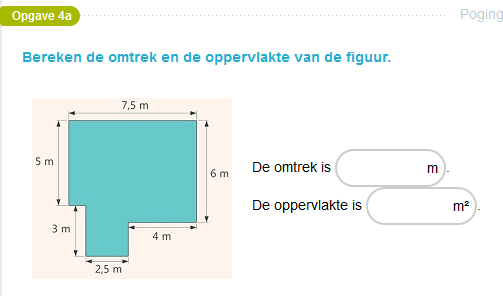 Opgave 4a
Poging
Bereken de omtrek en de oppervlakte van de figuur.
7,5 m
5 m
6 m
3 m
4 m
2,5 m
De omtrek is m.
De oppervlakte is m².